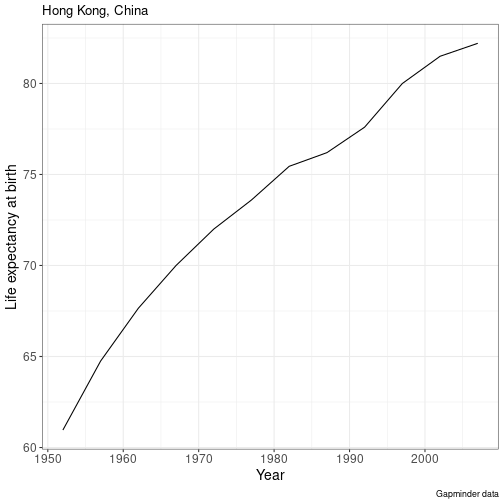 Hong Kong, China
80
75
70
65
60
Life expectancy at birth
1950 1960 1970 1980 1990 2000
Year
Gapminder data